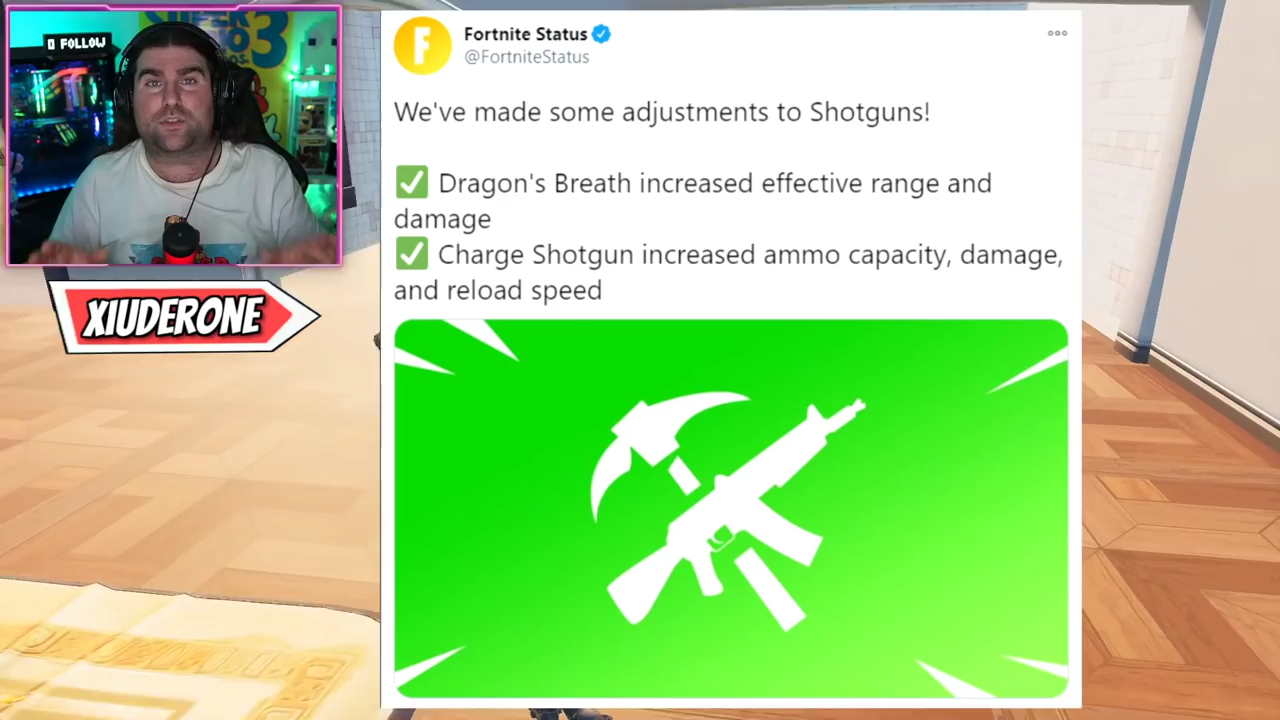 0 FOLLOW
Fortnite Status
@FortniteStatus
We've made some adjustments to Shotguns!
✅ Dragon's Breath increased effective range and
damage
✅ Charge Shotgun increased ammo capacity, damage,
and reload speed
XIUDERONE